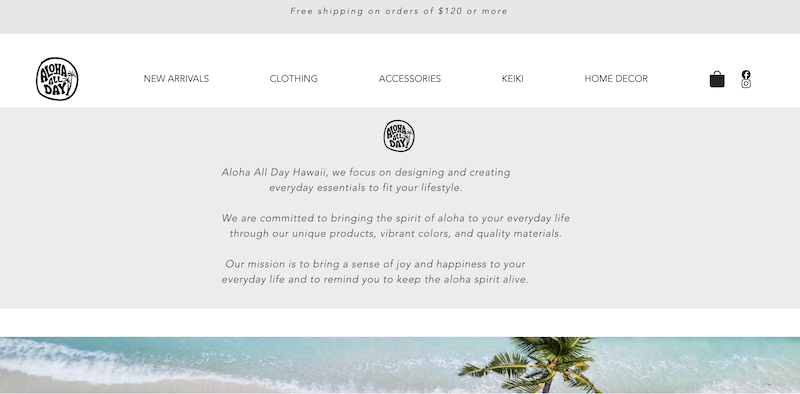 Free shipping on orders of $120 or more
ALOHA
ALL
DAY!
NEW ARRIVALS
CLOTHING
ACCESSORIES
KEIKI
HOME DECOR
ALOHA
ALL
DAY!
Aloha All Day Hawaii, we focus on designing and creating
everyday essentials to fit your lifestyle.
We are committed to bringing the spirit of aloha to your everyday life
through our unique products, vibrant colors, and quality materials.
Our mission is to bring a sense of joy and happiness to your
everyday life and to remind you to keep the aloha spirit alive.